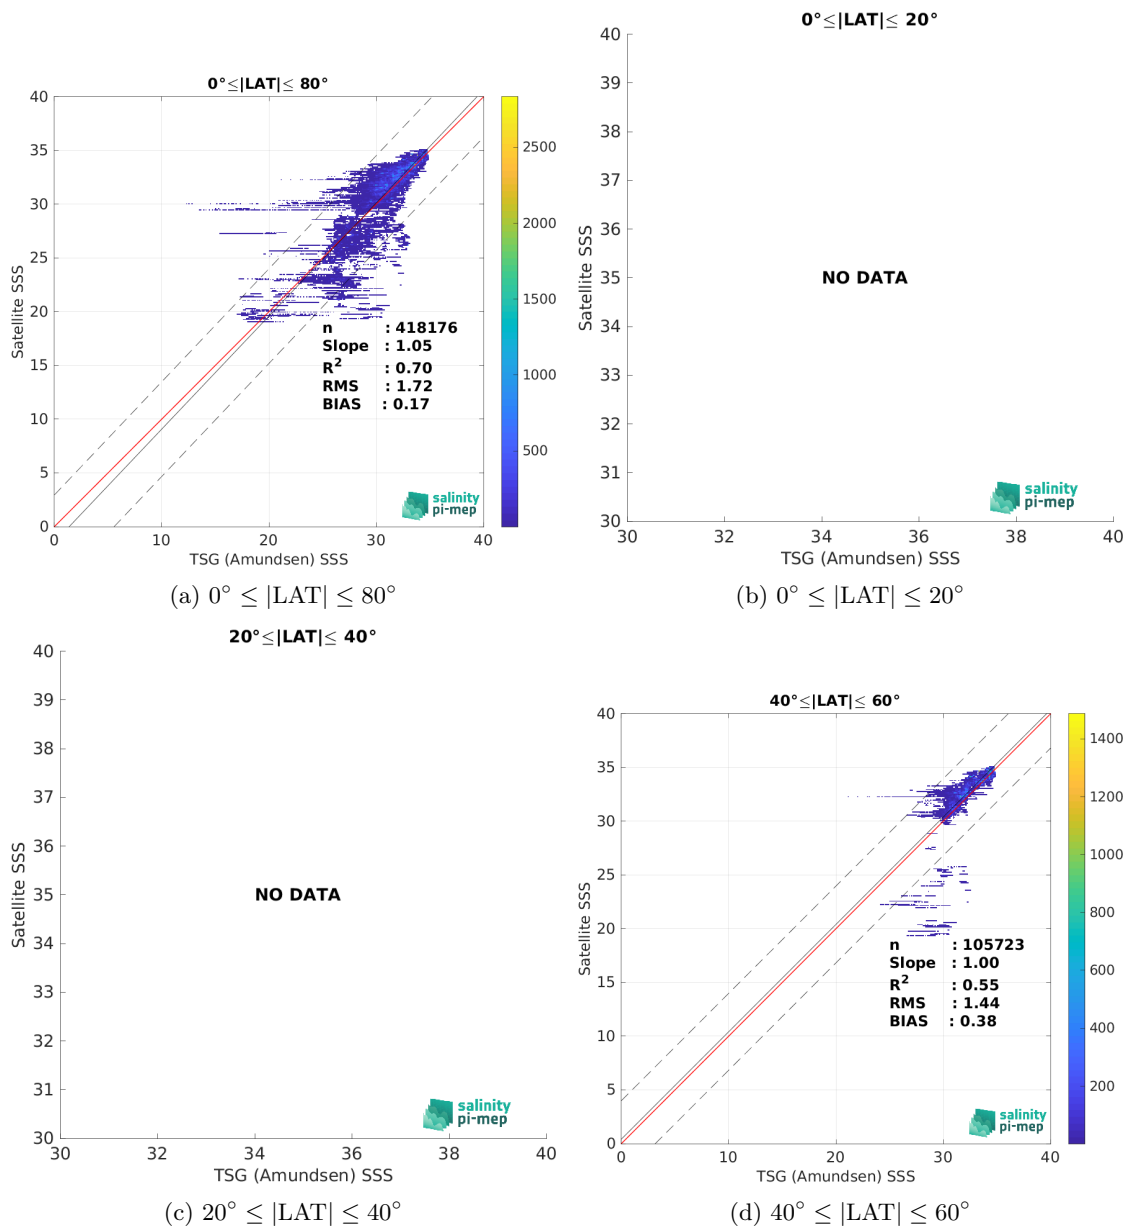 0°≤|LAT|≤ 80°
40
35
30
25
20
15
10
5
0
0
10
20
30
40
Satellite SSS
TSG (Amundsen) SSS
2500
2000
1500
1000
500
n : 418176
Slope : 1.05
R² : 0.70
RMS : 1.72
BIAS : 0.17
salinity
pi-mep
(a) 0° ≤ |LAT| ≤ 80°
0°≤|LAT|≤ 20°
40
39
38
37
36
35
34
33
32
31
30
30
32
34
36
38
40
Satellite SSS
TSG (Amundsen) SSS
NO DATA
salinity
pi-mep
(b) 0° ≤ |LAT| ≤ 20°
20°≤|LAT|≤ 40°
40
39
38
37
36
35
34
33
32
31
30
30
32
34
36
38
40
Satellite SSS
TSG (Amundsen) SSS
NO DATA
salinity
pi-mep
(c) 20° ≤ |LAT| ≤ 40°
40°≤|LAT|≤ 60°
40
35
30
25
20
15
10
5
0
0
10
20
30
40
Satellite SSS
TSG (Amundsen) SSS
1400
1200
1000
800
600
400
200
n : 105723
Slope : 1.00
R² : 0.55
RMS : 1.44
BIAS : 0.38
salinity
pi-mep
(d) 40° ≤ |LAT| ≤ 60°